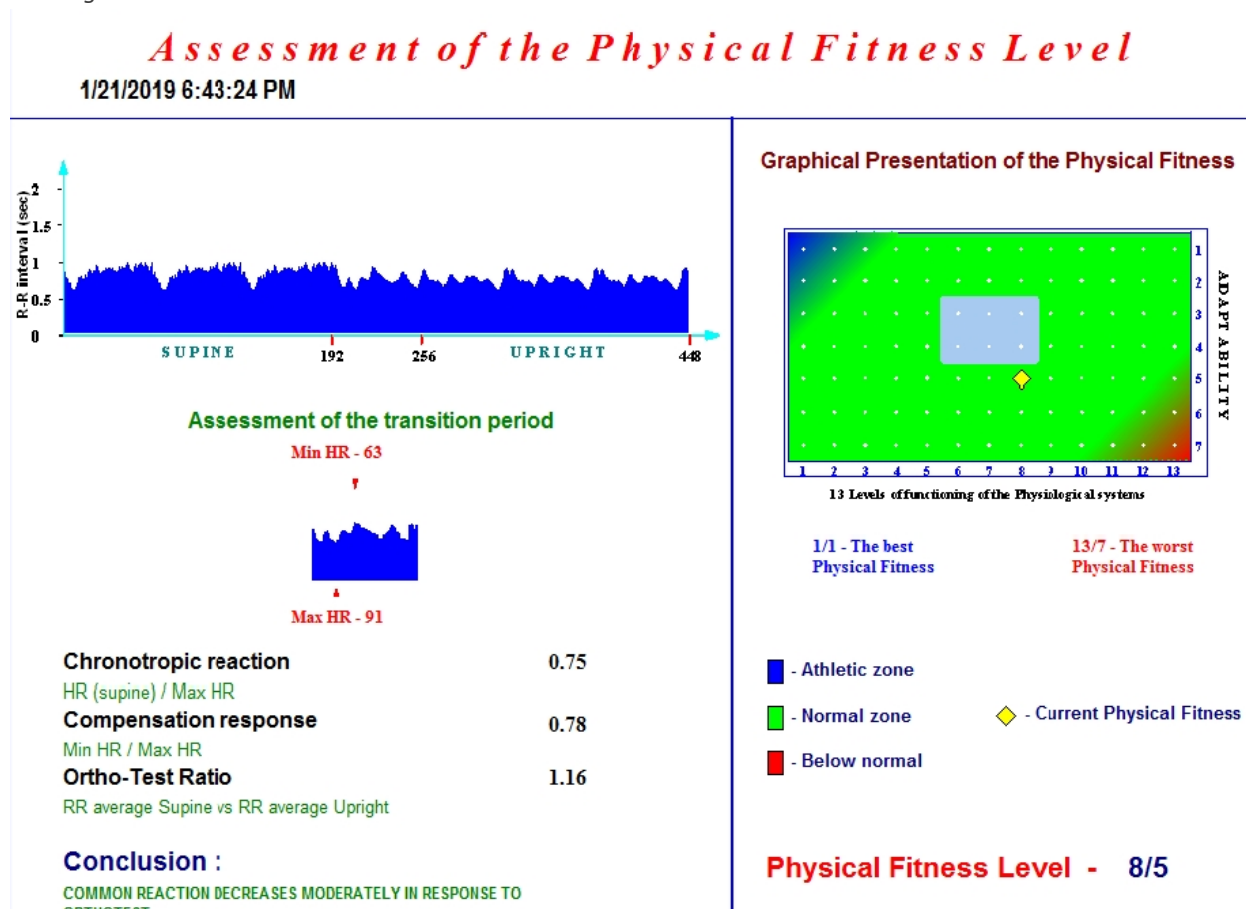 Assessment of the Physical Fitness Level
1/21/2019 6:43:24 PM
R-R interval (sec)
2
1.5
1
0.5
0
SUPINE
192
256
UPRIGHT
448
Assessment of the transition period
Min HR - 63
Max HR - 91
Chronotropic reaction 0.75
HR (supine) / Max HR
Compensation response 0.78
Min HR / Max HR
Ortho-Test Ratio 1.16
RR average Supine vs RR average Upright
Conclusion :
COMMON REACTION DECREASES MODERATELY IN RESPONSE TO
Graphical Presentation of the Physical Fitness
1
2
3
4
5
6
7
ADAPT ABILITY
1 2 3 4 5 6 7 8 9 10 11 12 13
13 Levels of functioning of the Physiological systems
1/1 - The best
Physical Fitness
13/7 - The worst
Physical Fitness
- Athletic zone
- Normal zone
- Current Physical Fitness
- Below normal
Physical Fitness Level - 8/5